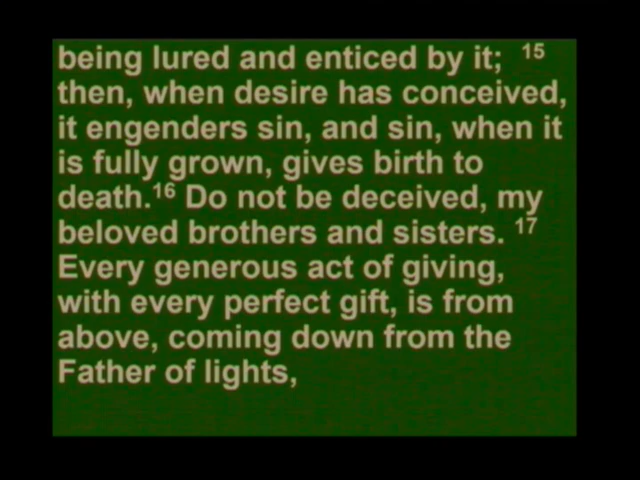 being lured and enticed by it; 15
then, when desire has conceived,
it engenders sin, and sin, when it
is fully grown, gives birth to
death.16 Do not be deceived, my
beloved brothers and sisters. 17
Every generous act of giving,
with every perfect gift, is from
above, coming down from the
Father of lights,